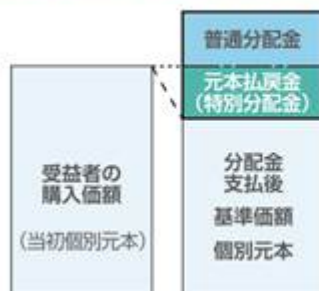 普通分配金
元本払戻金
(特別分配金)
受益者の
購入価額
(当初個別元本)
分配金
支払後
基準価額
個別元本